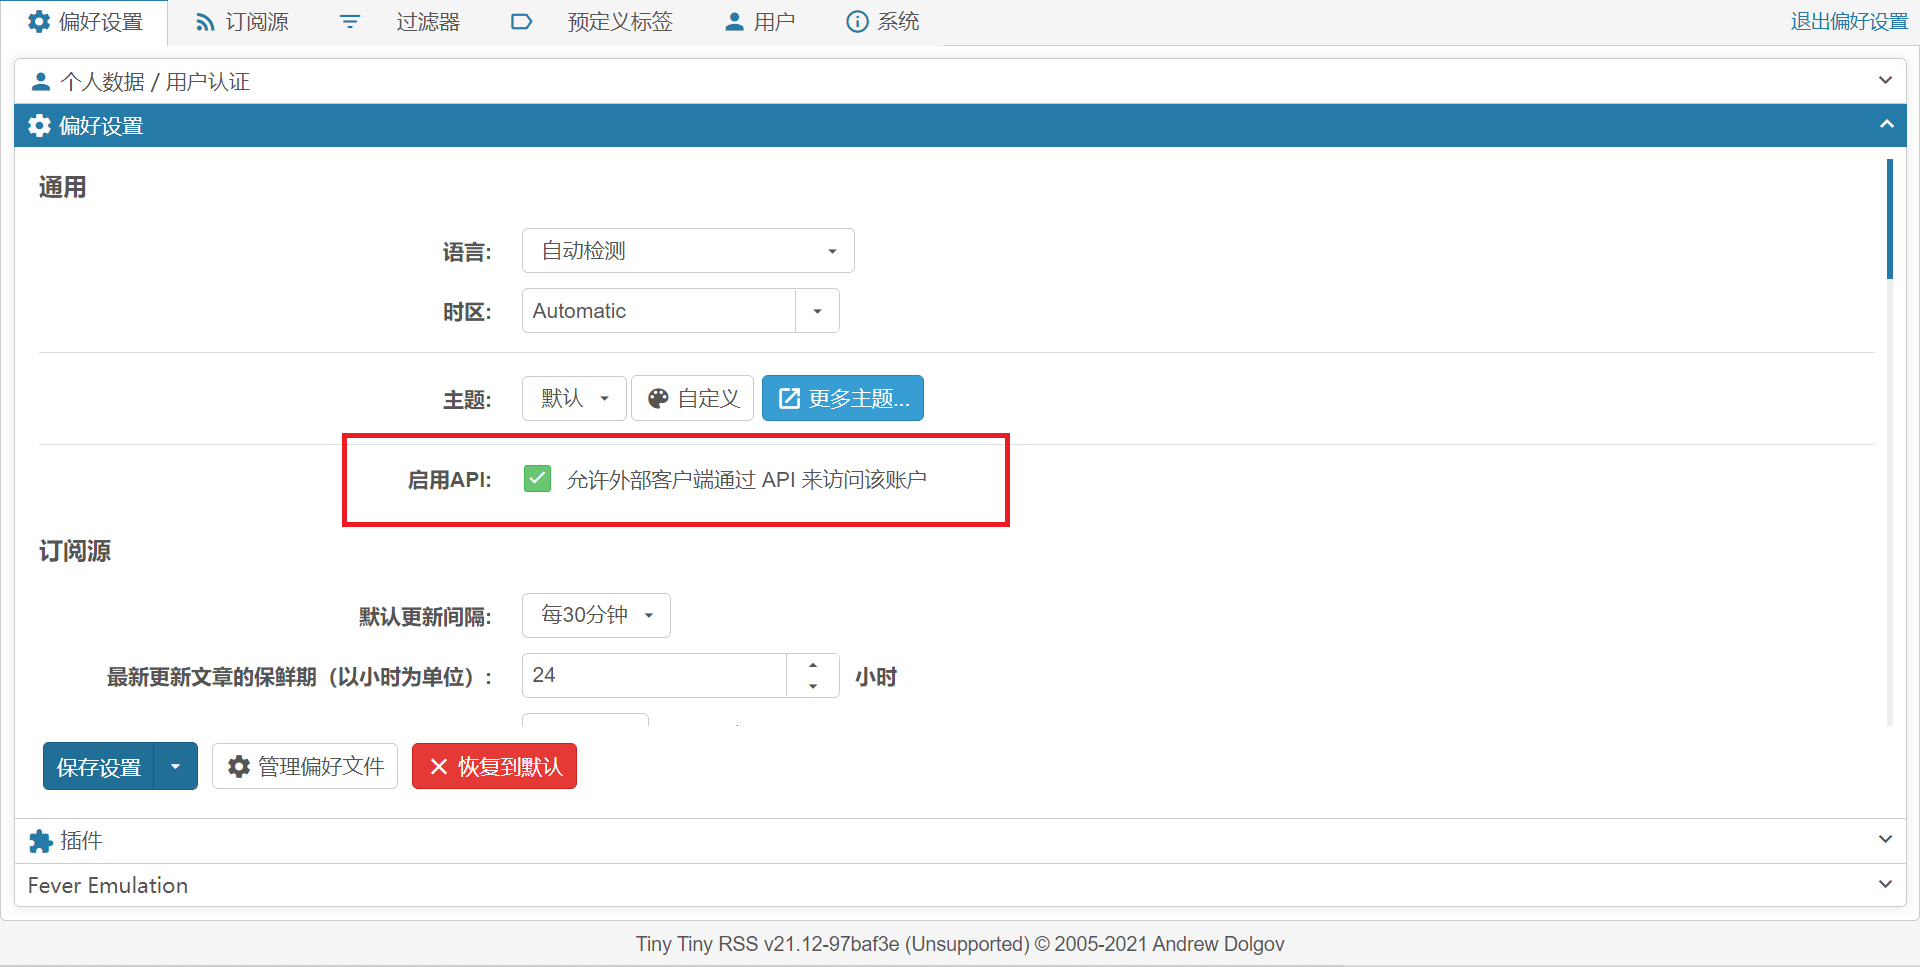 偏好设置 订阅源 过滤器 预定义标签 用户 系统 退出偏好设置
个人数据 / 用户认证
偏好设置
通用
语言: 自动检测
时区: Automatic
主题: 默认 自定义 更多主题...
启用API: 允许外部客户端通过 API 来访问该账户
订阅源
默认更新间隔: 每30分钟
最新更新文章的保鲜期（以小时为单位）: 24 小时
保存设置 管理偏好文件 恢复到默认
插件
Fever Emulation
Tiny Tiny RSS v21.12-97baf3e (Unsupported) © 2005-2021 Andrew Dolgov